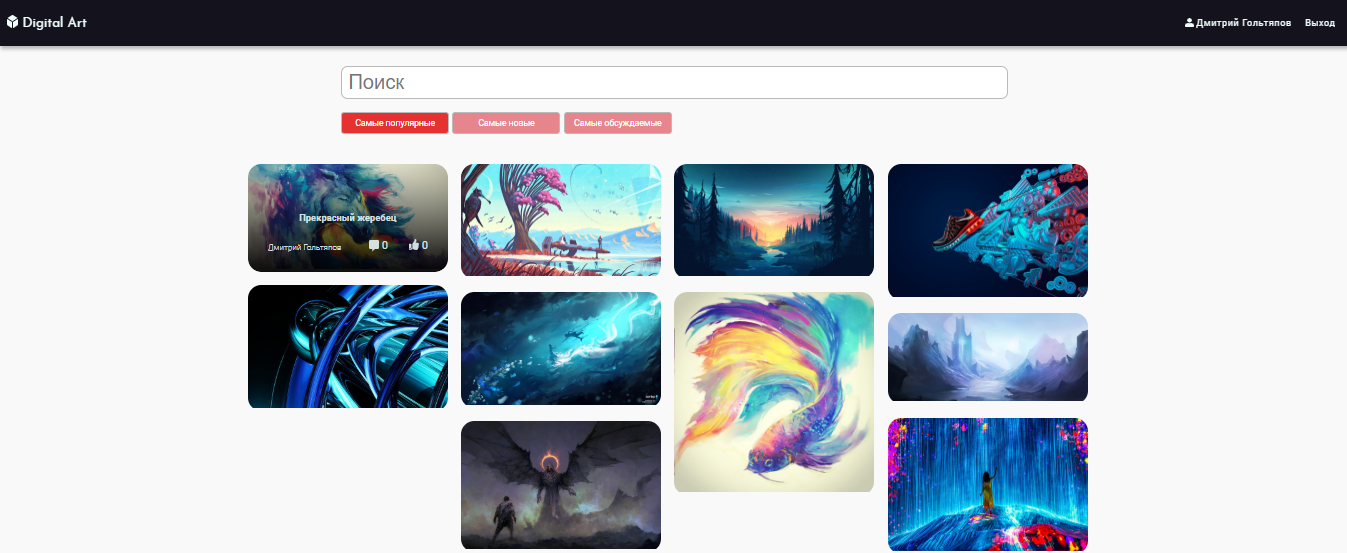 Digital Art
Дмитрий Гольтяпов Выход
Поиск
Самые популярные Самые новые Самые обсуждаемые
Прекрасный жеребец
Дмитрий Гольтяпов 0 0